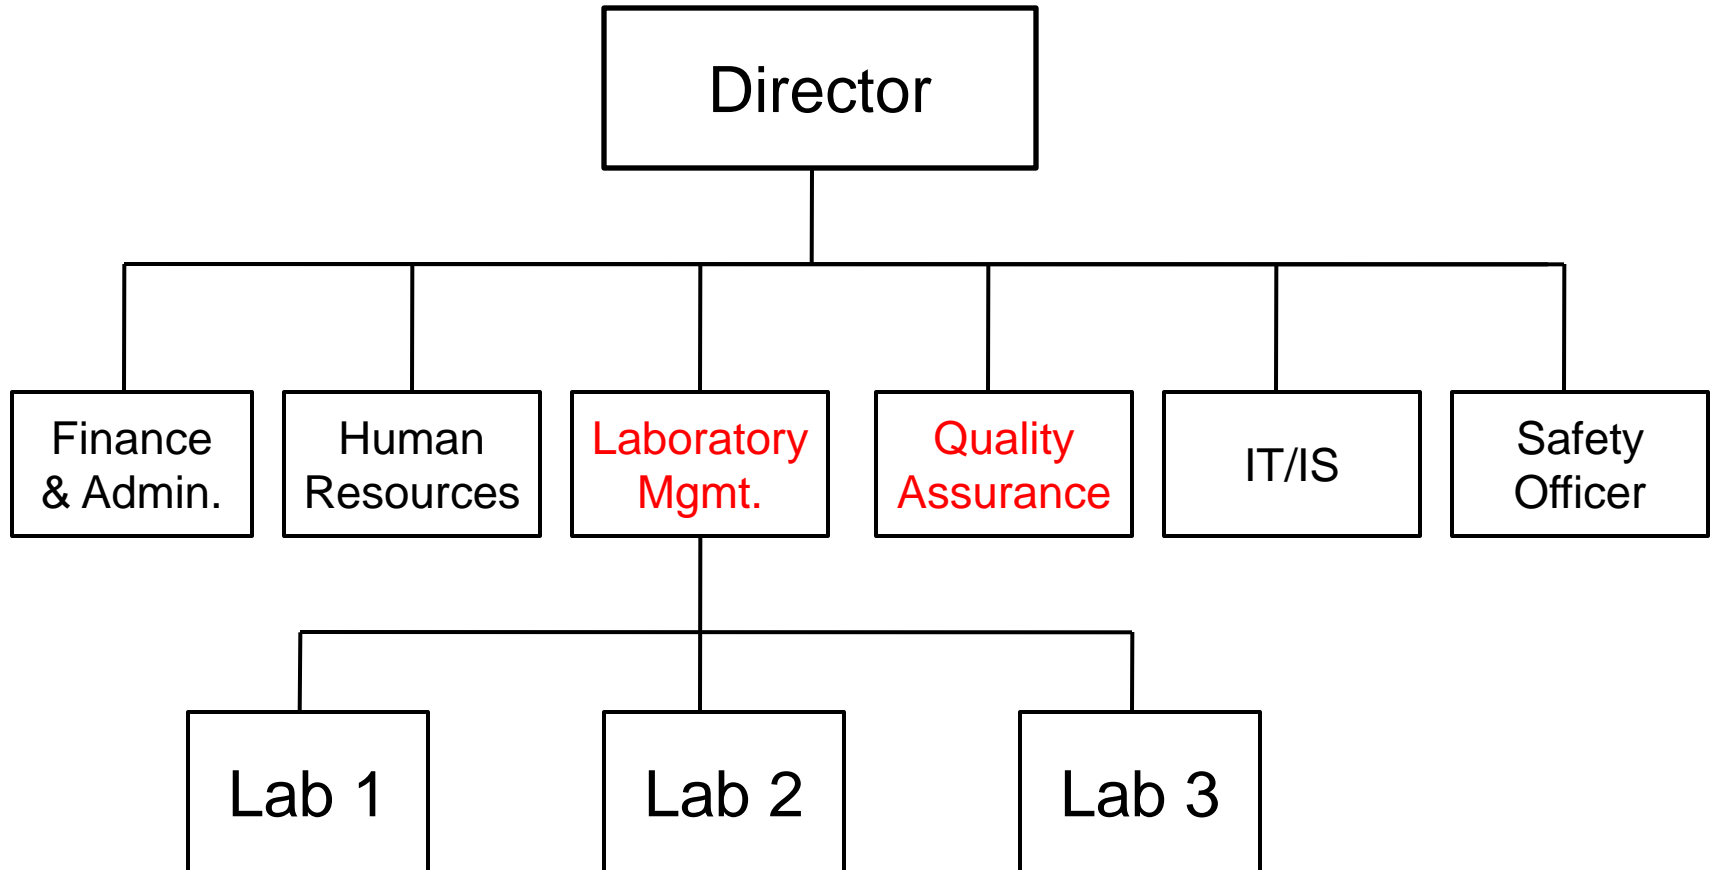 Director
Finance
& Admin.
Human
Resources
Laboratory
Mgmt.
Quality
Assurance
IT/IS
Safety
Officer
Lab 1
Lab 2
Lab 3